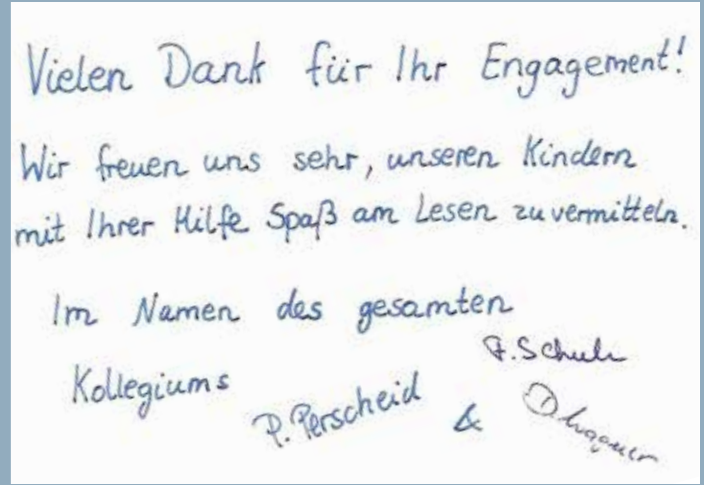 Vielen Dank für Ihr Engagement!
Wir freuen uns sehr, unseren Kindern
mit Ihrer Hilfe Spaß am Lesen zu vermitteln.
Im Namen des gesamten
Kollegiums
P. Perscheid &